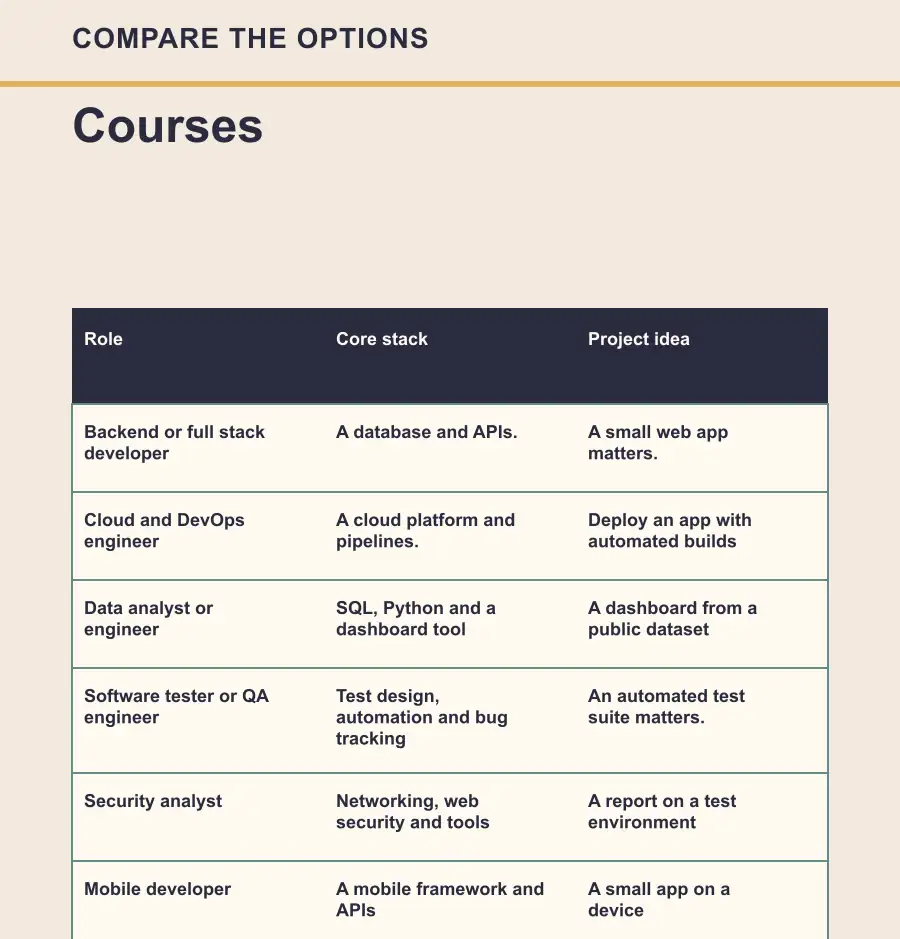 COMPARE THE OPTIONS
Courses
Role
Core stack
Project idea
Backend or full stack
developer
A database and APIs.
A small web app
matters.
Cloud and DevOps
engineer
A cloud platform and
pipelines.
Deploy an app with
automated builds
Data analyst or
engineer
SQL, Python and a
dashboard tool
A dashboard from a
public dataset
Software tester or QA
engineer
Test design,
automation and bug
tracking
An automated test
suite matters.
Security analyst
Networking, web
security and tools
A report on a test
environment
Mobile developer
A mobile framework and
APIs
A small app on a
device